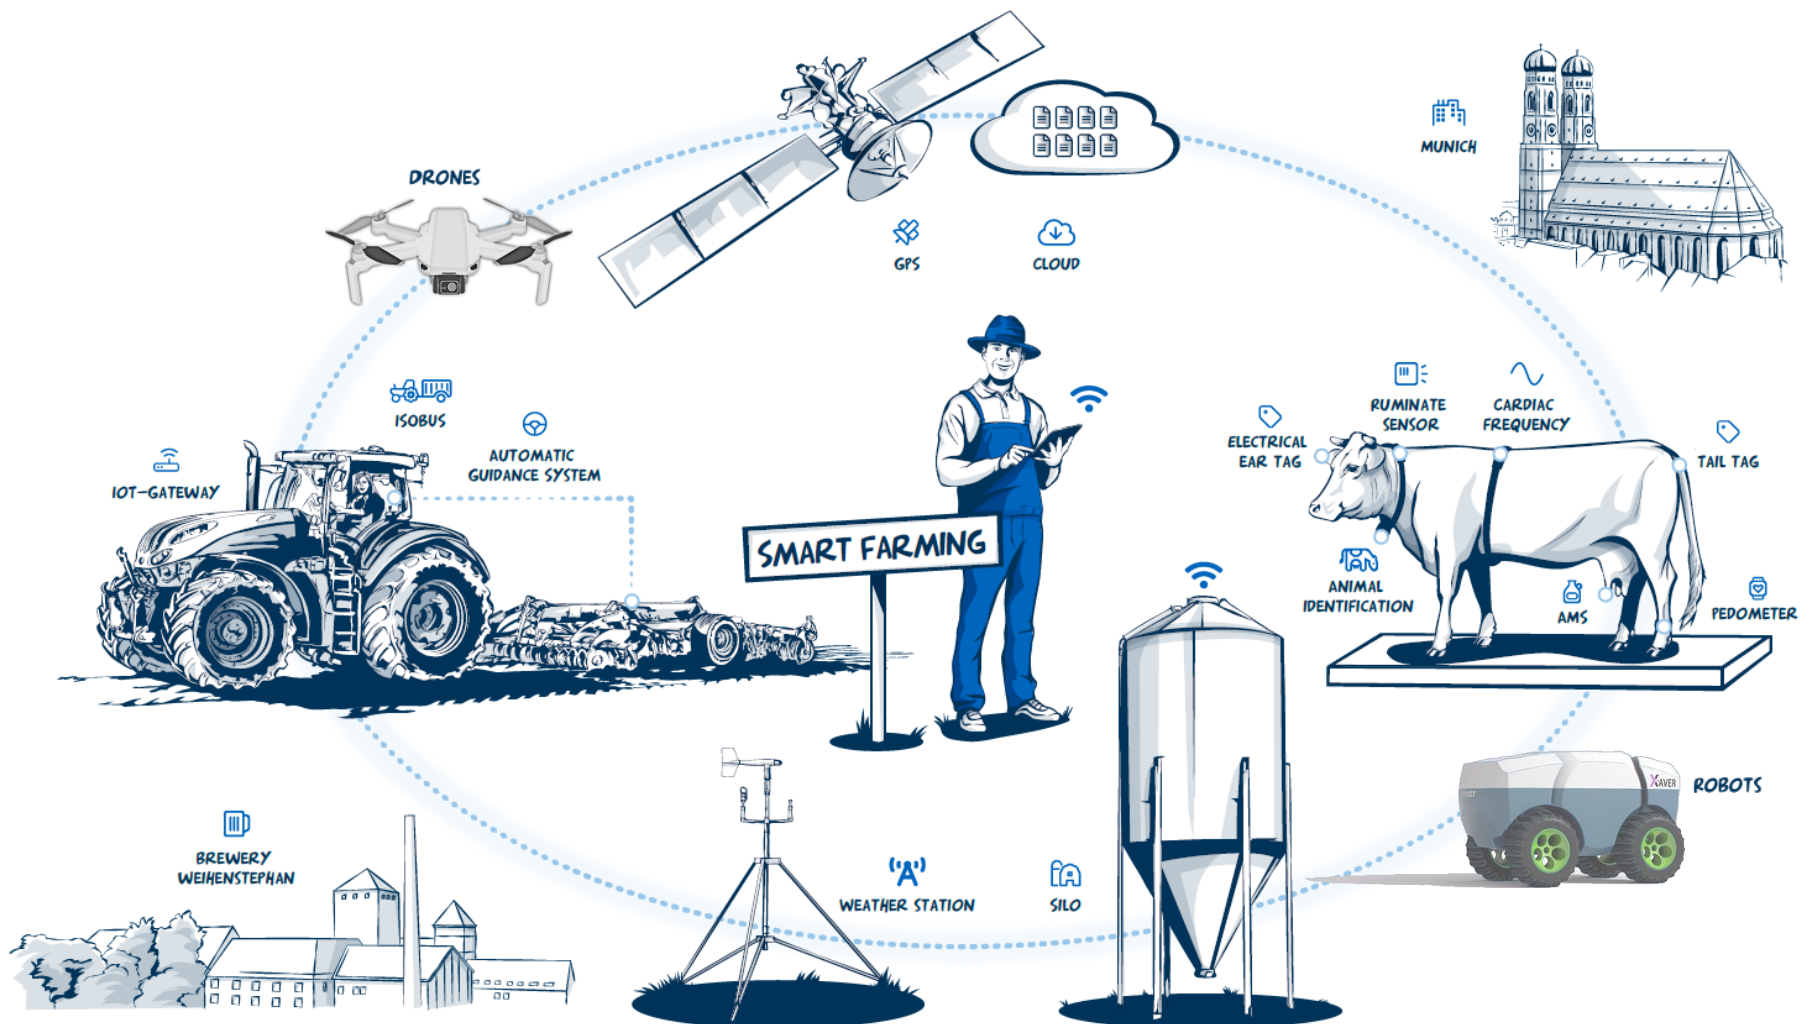 DRONES
MUNICH
GPS
CLOUD
ISOBUS
AUTOMATIC
GUIDANCE SYSTEM
IOT-GATEWAY
RUMINATE
SENSOR
CARDIAC
FREQUENCY
ELECTRICAL
EAR TAG
TAIL TAG
SMART FARMING
ANIMAL
IDENTIFICATION
AMS
PEDOMETER
XAVER
ROBOTS
BREWERY
WEIHENSTEPHAN
WEATHER STATION
SILO